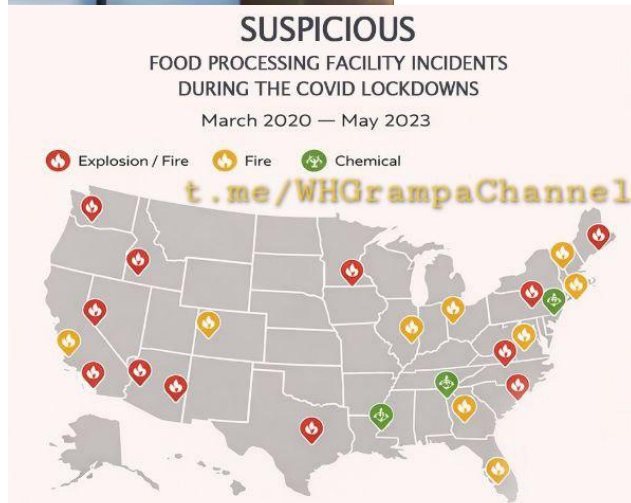 SUSPICIOUS
FOOD PROCESSING FACILITY INCIDENTS
DURING THE COVID LOCKDOWNS
March 2020 — May 2023
Explosion / Fire Fire Chemical
t.me/WHGrampaChannel